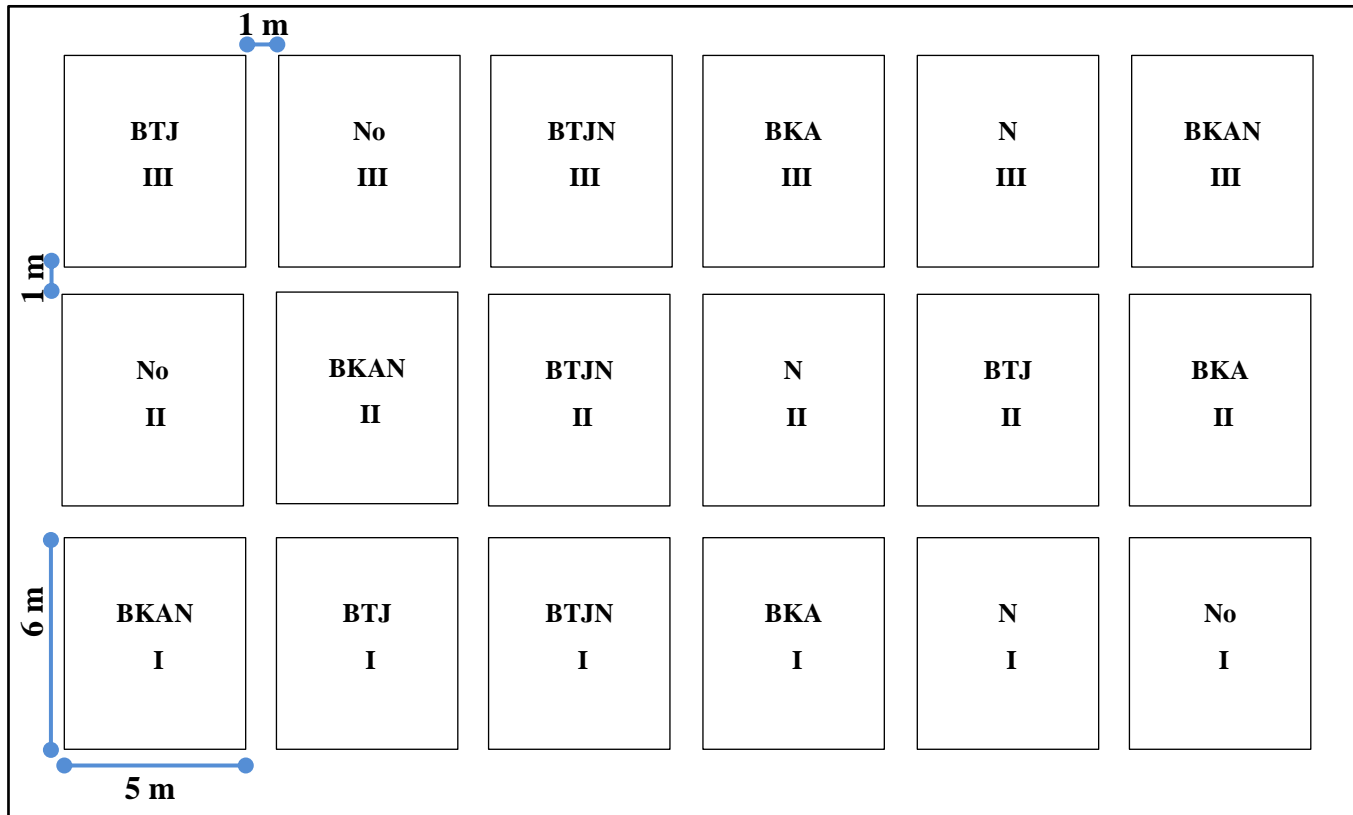 1 m
BTJ No BTJN BKA N BKAN
III III III III III III
1 m
No BKAN BTJN N BTJ BKA
II II II II II II
6 m
BKAN BTJ BTJN BKA N No
I I I I I I
5 m